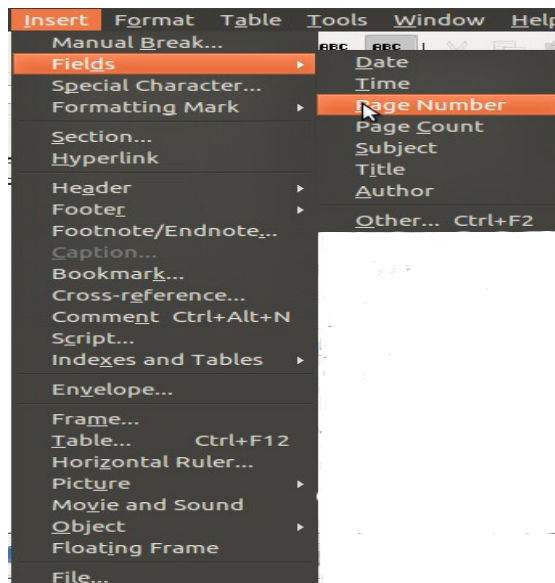 Insert Format Table Tools Window Help
Manual Break...
ABC ABC
Fields
Date
Special Character...
Time
Formatting Mark
Page Number
Section...
Page Count
Hyperlink
Subject
Title
Header
Author
Footer
Footnote/Endnote...
Other... Ctrl+F2
Caption...
Bookmark...
Cross-reference...
Comment Ctrl+Alt+N
Script...
Indexes and Tables
Envelope...
Frame...
Table... Ctrl+F12
Horizontal Ruler...
Picture
Movie and Sound
Object
Floating Frame
File...